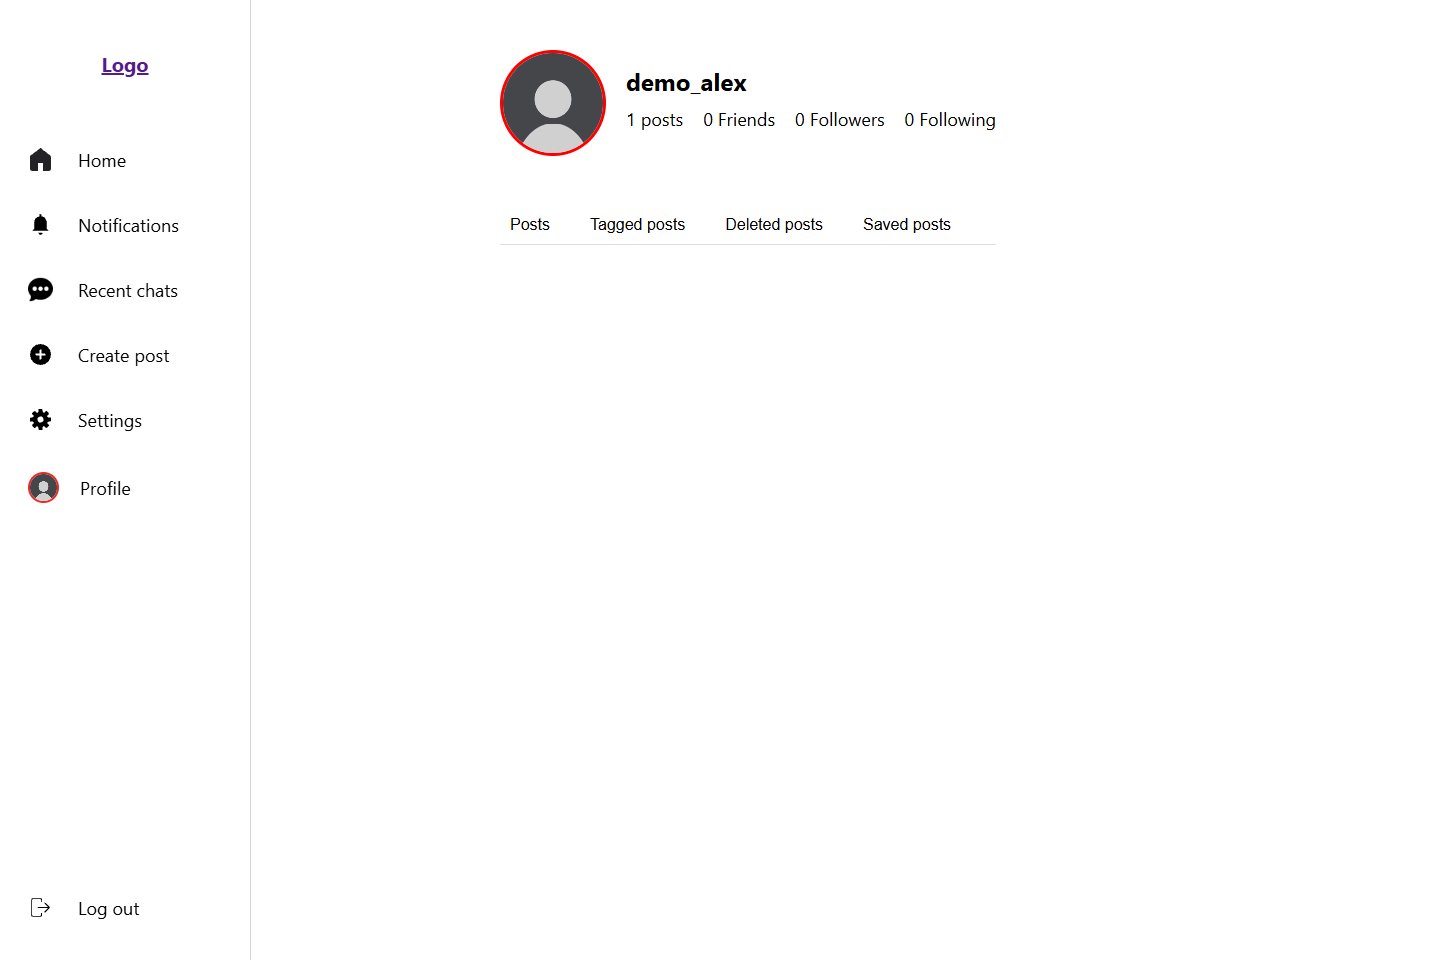 Logo
Home
Notifications
Recent chats
Create post
Settings
Profile
Log out
demo_alex
1 posts 0 Friends 0 Followers 0 Following
Posts Tagged posts Deleted posts Saved posts